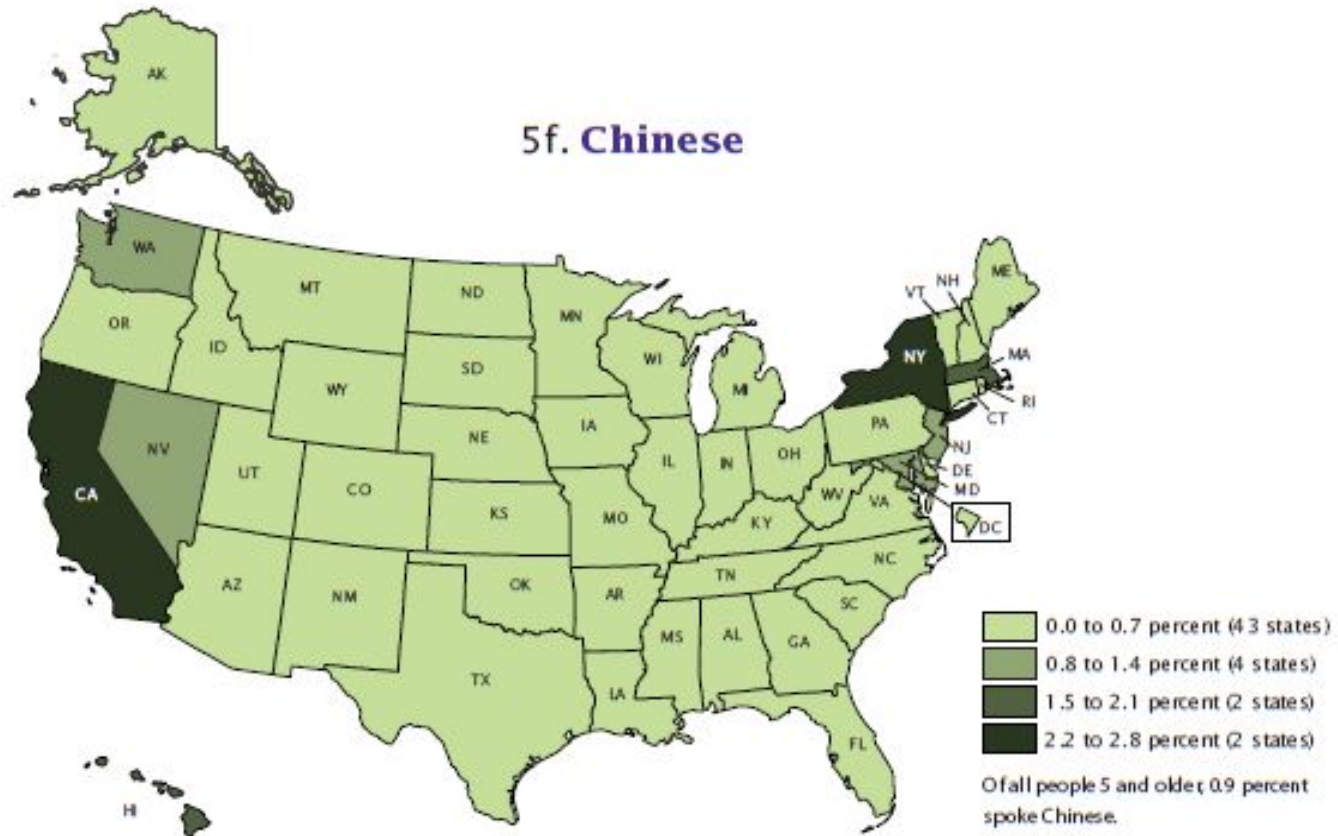 AK
5f. Chinese
WA
MT
ND
MN
VT
NH
ME
OR
ID
SD
WI
NY
MA
WY
MI
RI
CT
IA
PA
NE
NV
NJ
OH
IL
IN
UT
DE
CA
CO
MD
WV
KS
MO
VA
KY
DC
NC
TN
OK
AZ
NM
AR
SC
MS
AL
GA
TX
LA
FL
HI
0.0 to 0.7 percent (43 states)
0.8 to 1.4 percent (4 states)
1.5 to 2.1 percent (2 states)
2.2 to 2.8 percent (2 states)
Of all people 5 and older, 0.9 percent
spoke Chinese.